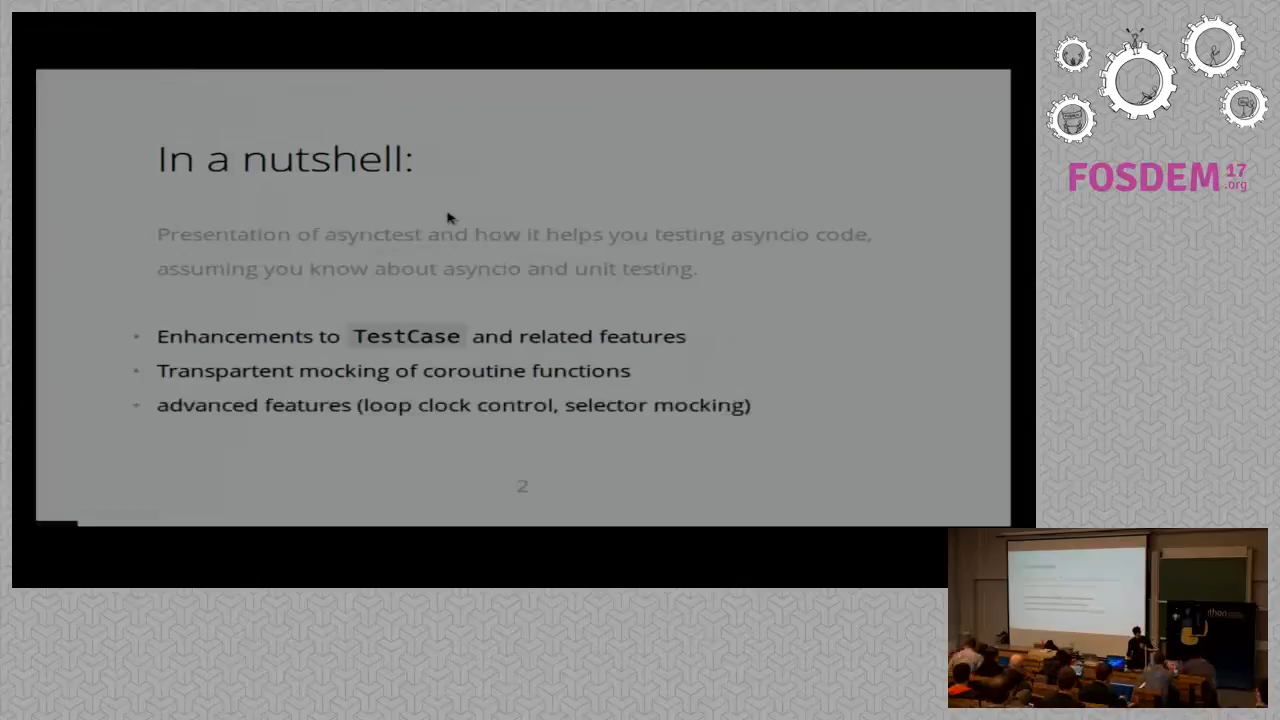 In a nutshell:
Presentation of asynctest and how it helps you testing asyncio code,
assuming you know about asyncio and unit testing.
• Enhancements to TestCase and related features
• Transpartent mocking of coroutine functions
• advanced features (loop clock control, selector mocking)
2
FOSDEM 17
.org